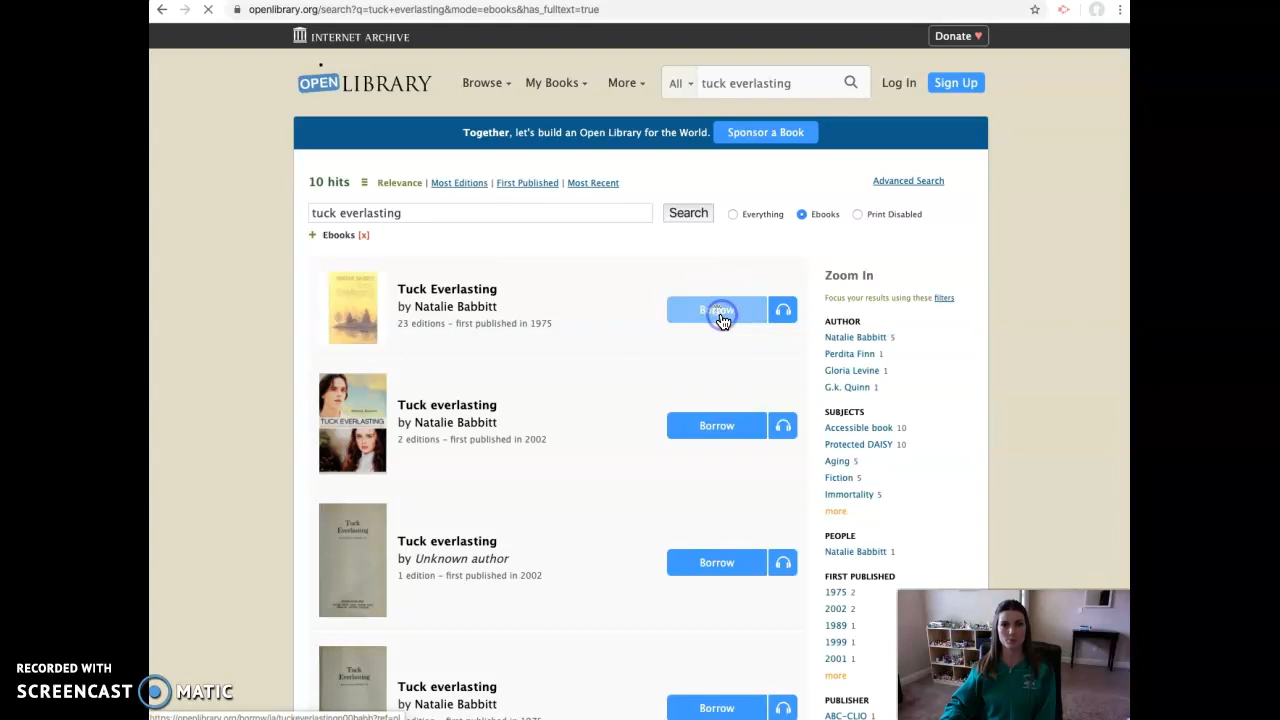 openlibrary.org/search?q=tuck+everlasting&mode=ebooks&has_fulltext=true
INTERNET ARCHIVE
Donate ♥
OPEN LIBRARY
Browse
My Books
More
All
tuck everlasting
Log In
Sign Up
Together, let's build an Open Library for the World.
Sponsor a Book
10 hits
Relevance | Most Editions | First Published | Most Recent
Advanced Search
tuck everlasting
Search
Everything
Ebooks
Print Disabled
+ Ebooks [x]
Tuck Everlasting
by Natalie Babbitt
23 editions - first published in 1975
Borrow
TUCK EVERLASTING
Tuck everlasting
by Natalie Babbitt
2 editions - first published in 2002
Borrow
Tuck
Everlasting
Tuck everlasting
by Unknown author
1 edition - first published in 2002
Borrow
Tuck
Everlasting
Tuck everlasting
by Natalie Babbitt
Borrow
Zoom In
Focus your results using these filters
AUTHOR
Natalie Babbitt 5
Perdita Finn 1
Gloria Levine 1
G.k. Quinn 1
SUBJECTS
Accessible book 10
Protected DAISY 10
Aging 5
Fiction 5
Immortality 5
more
PEOPLE
Natalie Babbitt 1
FIRST PUBLISHED
1975 2
2002 2
1989 1
1999 1
2001 1
more
PUBLISHER
ABC-CLIO 1
RECORDED WITH
SCREENCAST MATIC